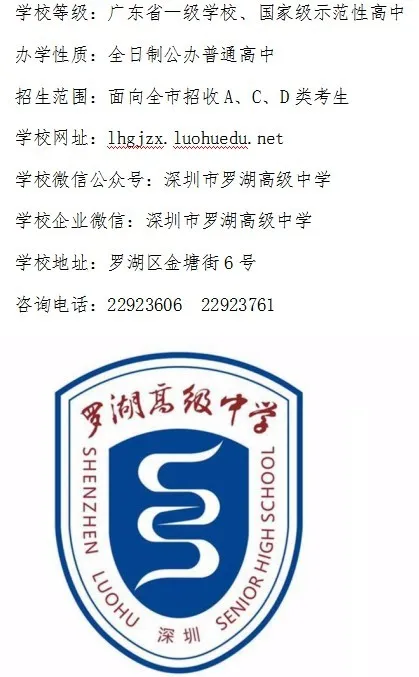 学校等级：广东省一级学校、国家级示范性高中
办学性质：全日制公办普通高中
招生范围：面向全市招收A、C、D类考生
学校网址：lhgjzx.luohuedu.net
学校微信公众号：深圳市罗湖高级中学
学校企业微信：深圳市罗湖高级中学
学校地址：罗湖区金塘街6号
咨询电话：22923606  22923761
罗湖高级中学
SHENZHEN LUOHU SENIOR HIGH SCHOOL
深圳